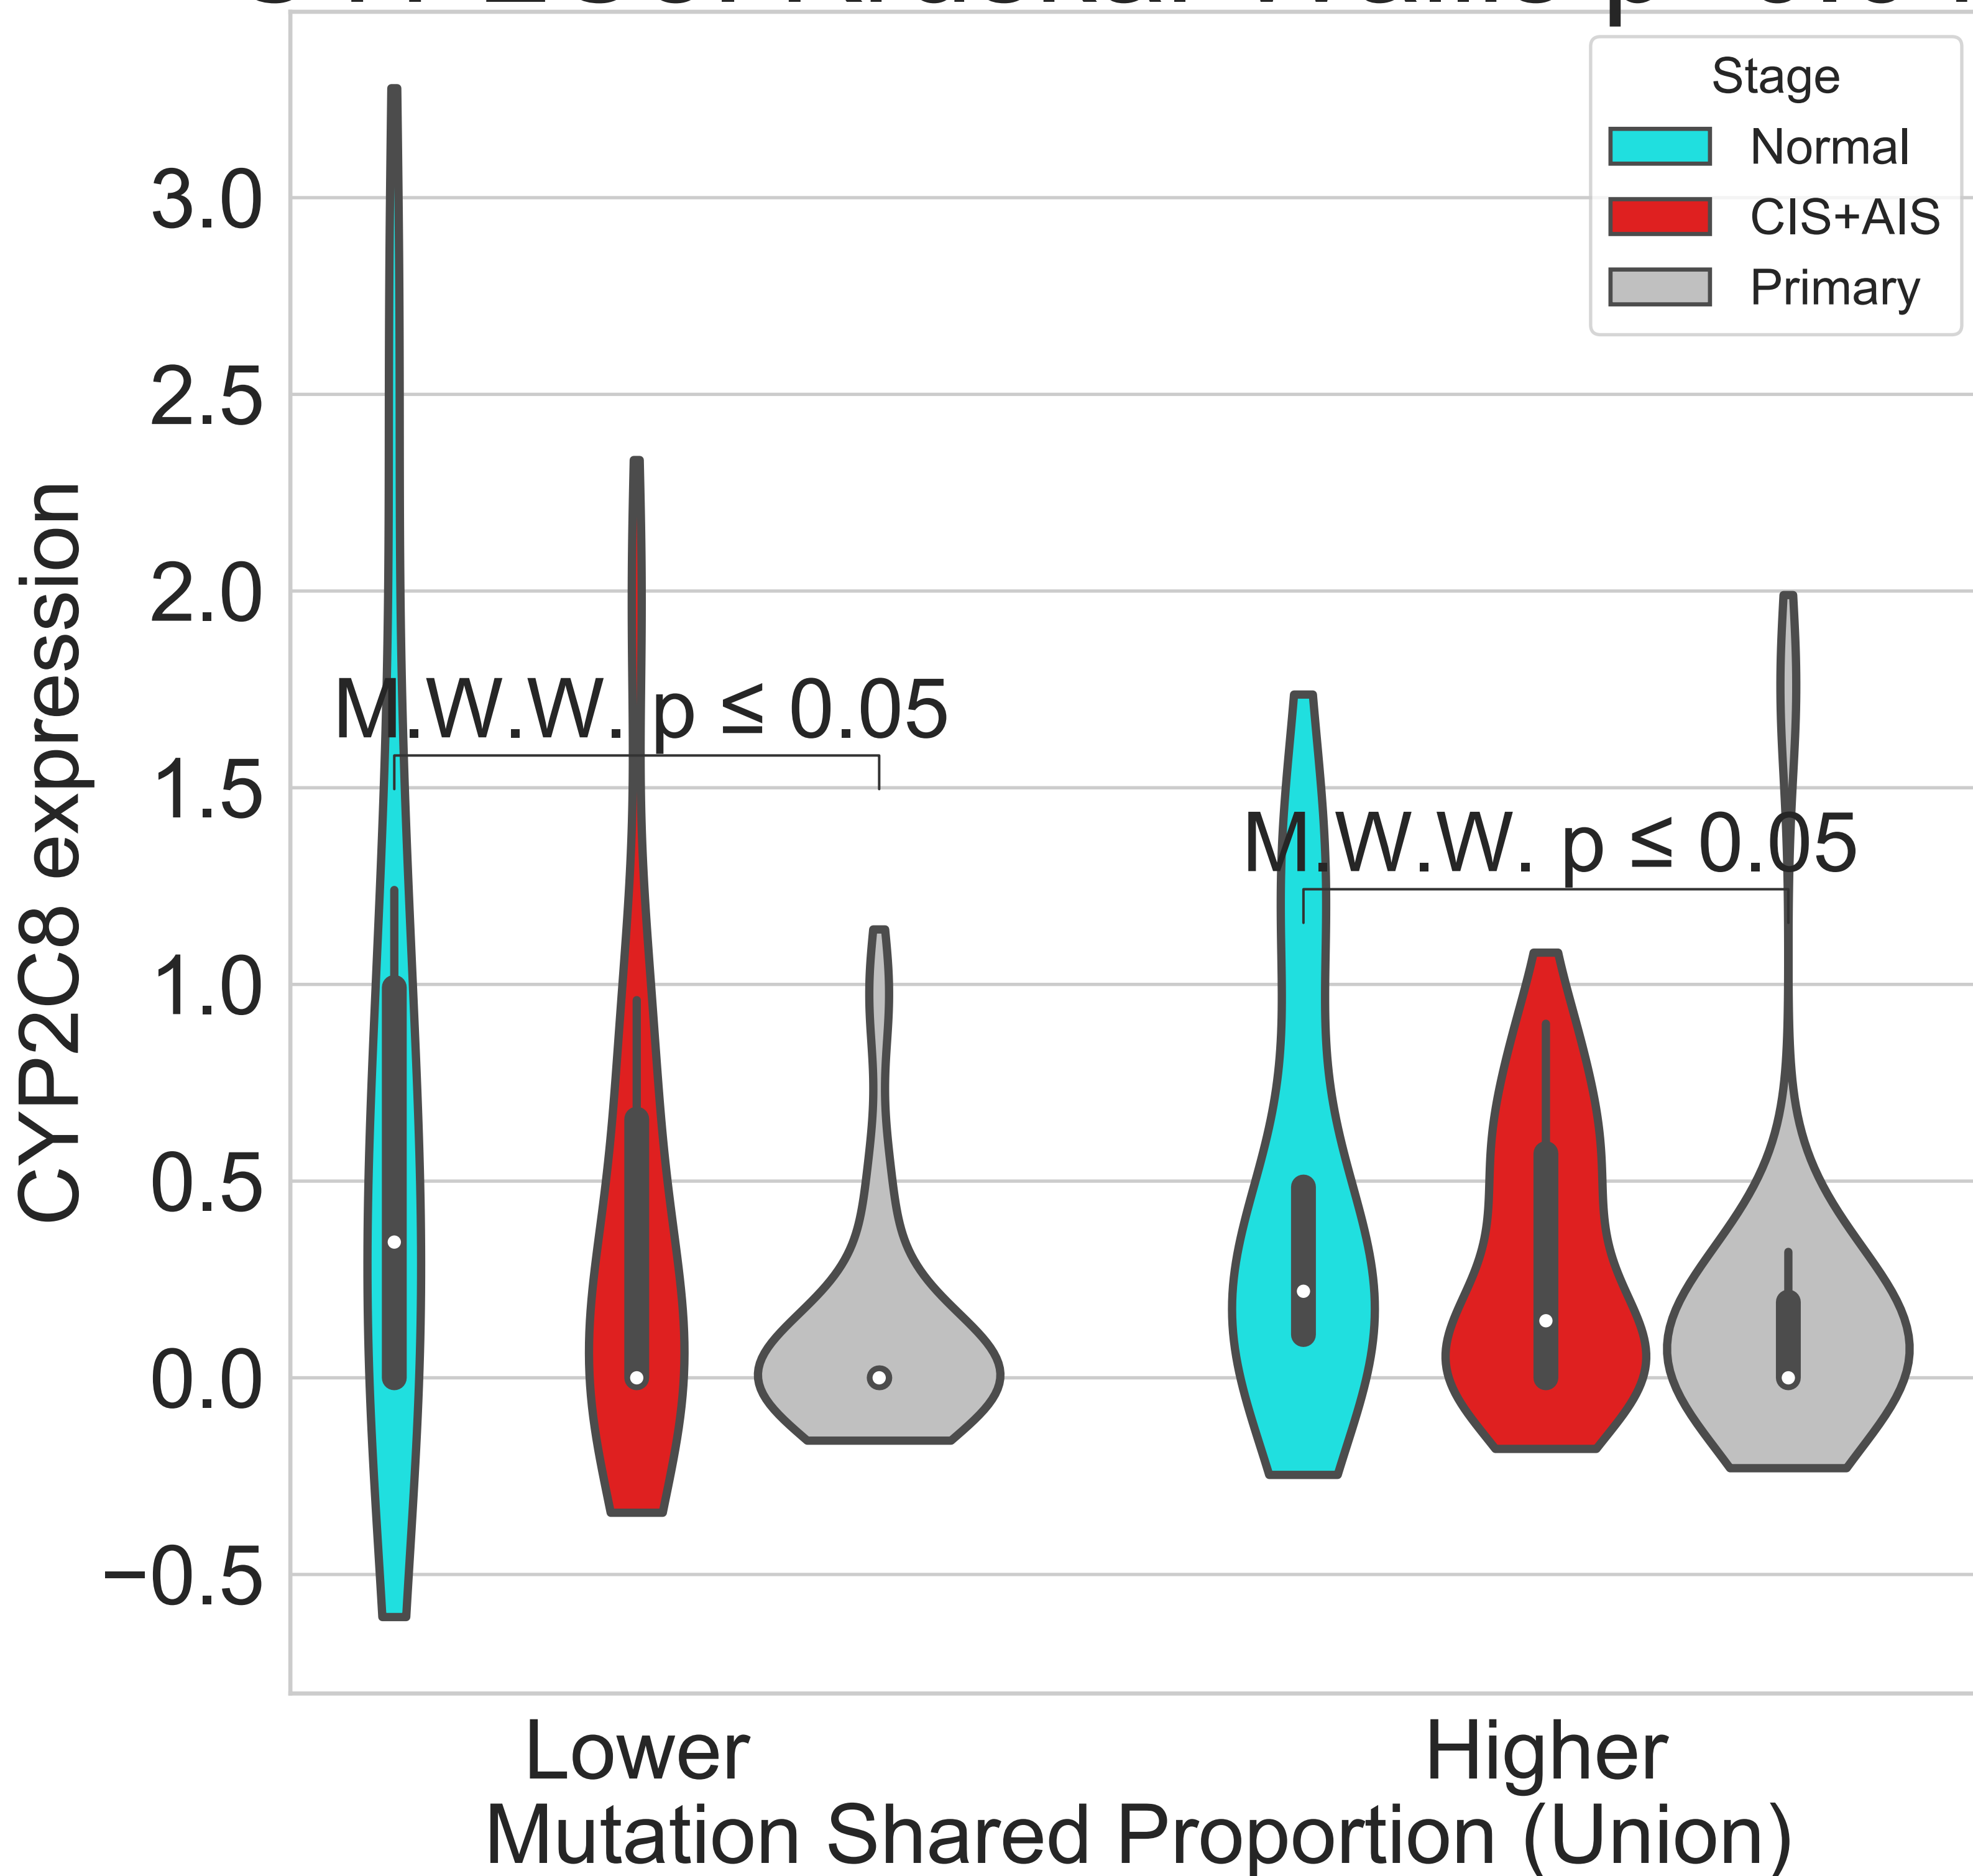 Stage
Normal
CIS+AIS
Primary
3.0
2.5
2.0
1.5
1.0
0.5
0.0
−0.5
CYP2C8 expression
M.W.W. p ≤ 0.05
M.W.W. p ≤ 0.05
Lower
Higher
Mutation Shared Proportion (Union)